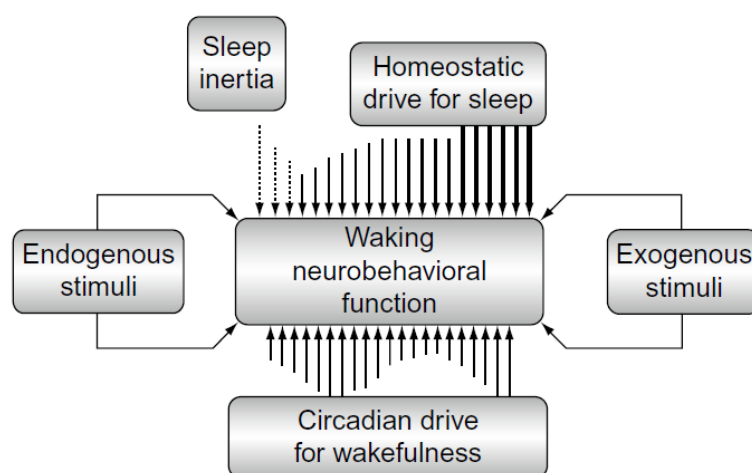 Sleep
inertia
Homeostatic
drive for sleep
Endogenous
stimuli
Waking
neurobehavioral
function
Exogenous
stimuli
Circadian drive
for wakefulness